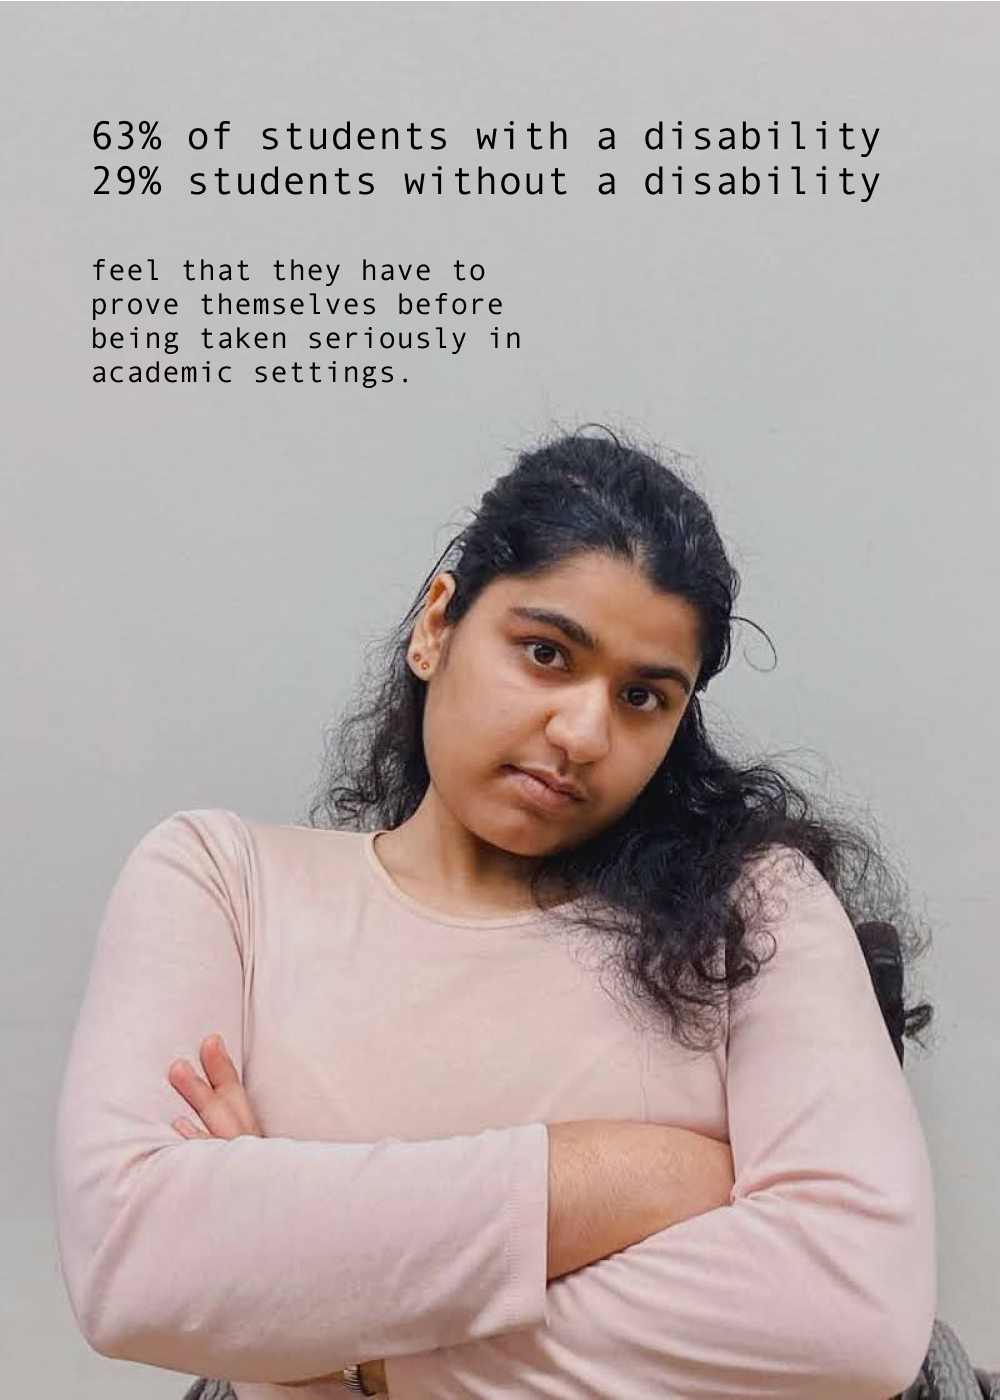 63% of students with a disability
29% students without a disability
feel that they have to
prove themselves before
being taken seriously in
academic settings.